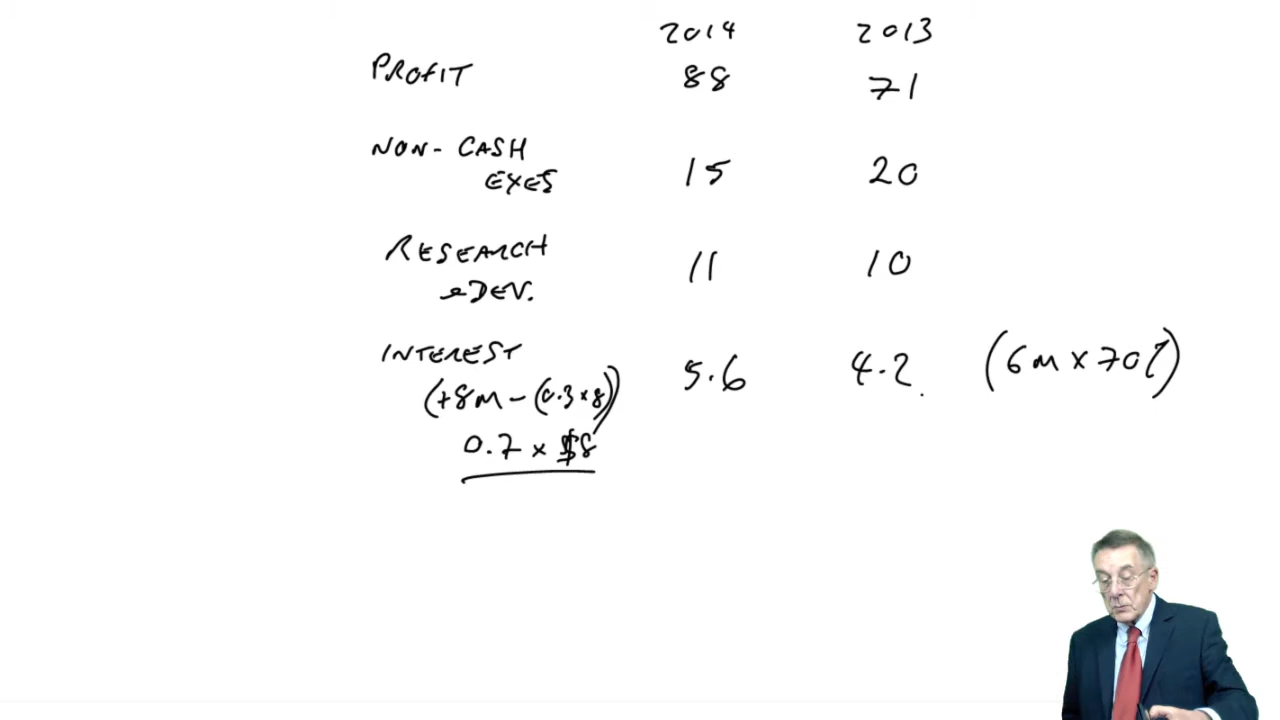 2014 2013
PROFIT 88 71
NON-CASH
EXES 15 20
RESEARCH
& DEV. 11 10
INTEREST 5.6 4.2 (6M × 70%)
(+8M - (0.3 × 8))
0.7 × $8